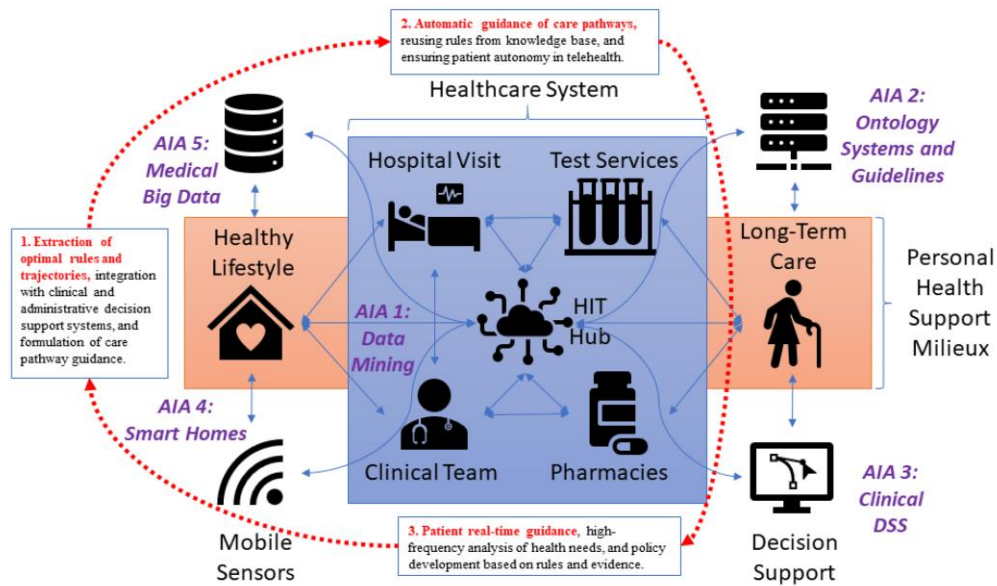 2. Automatic guidance of care pathways,
reusing rules from knowledge base, and
ensuring patient autonomy in telehealth.
Healthcare System
AIA 5:
Medical
Big Data
Hospital Visit
Test Services
AIA 2:
Ontology
Systems and
Guidelines
1. Extraction of
optimal rules and
trajectories, integration
with clinical and
administrative decision
support systems, and
formulation of care
pathway guidance.
Healthy
Lifestyle
AIA 1:
Data
Mining
HIT
Hub
Long-Term
Care
Personal
Health
Support
Milieux
AIA 4:
Smart Homes
Clinical Team
Pharmacies
AIA 3:
Clinical
DSS
Mobile
Sensors
3. Patient real-time guidance, high-
frequency analysis of health needs, and policy
development based on rules and evidence.
Decision
Support